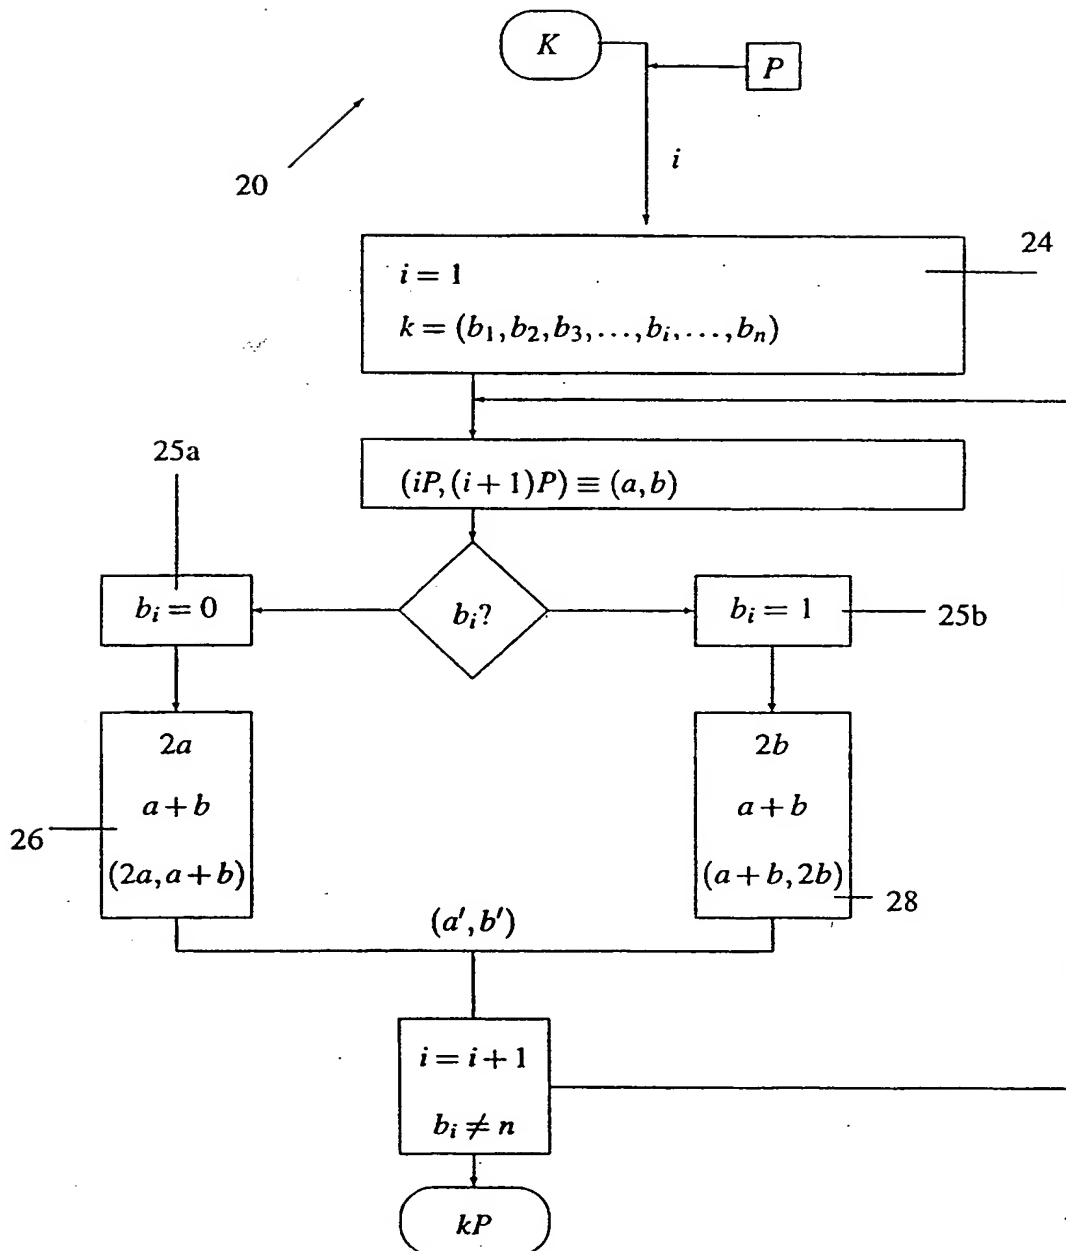 K
P
20
i
24
i = 1
k = (b₁, b₂, b₃, …, bᵢ, …, bₙ)
25a
(iP, (i + 1)P) ≡ (a, b)
bᵢ = 0
bᵢ?
bᵢ = 1
25b
2a
a + b
(2a, a + b)
26
2b
a + b
(a + b, 2b)
28
(a′, b′)
i = i + 1
bᵢ ≠ n
kP